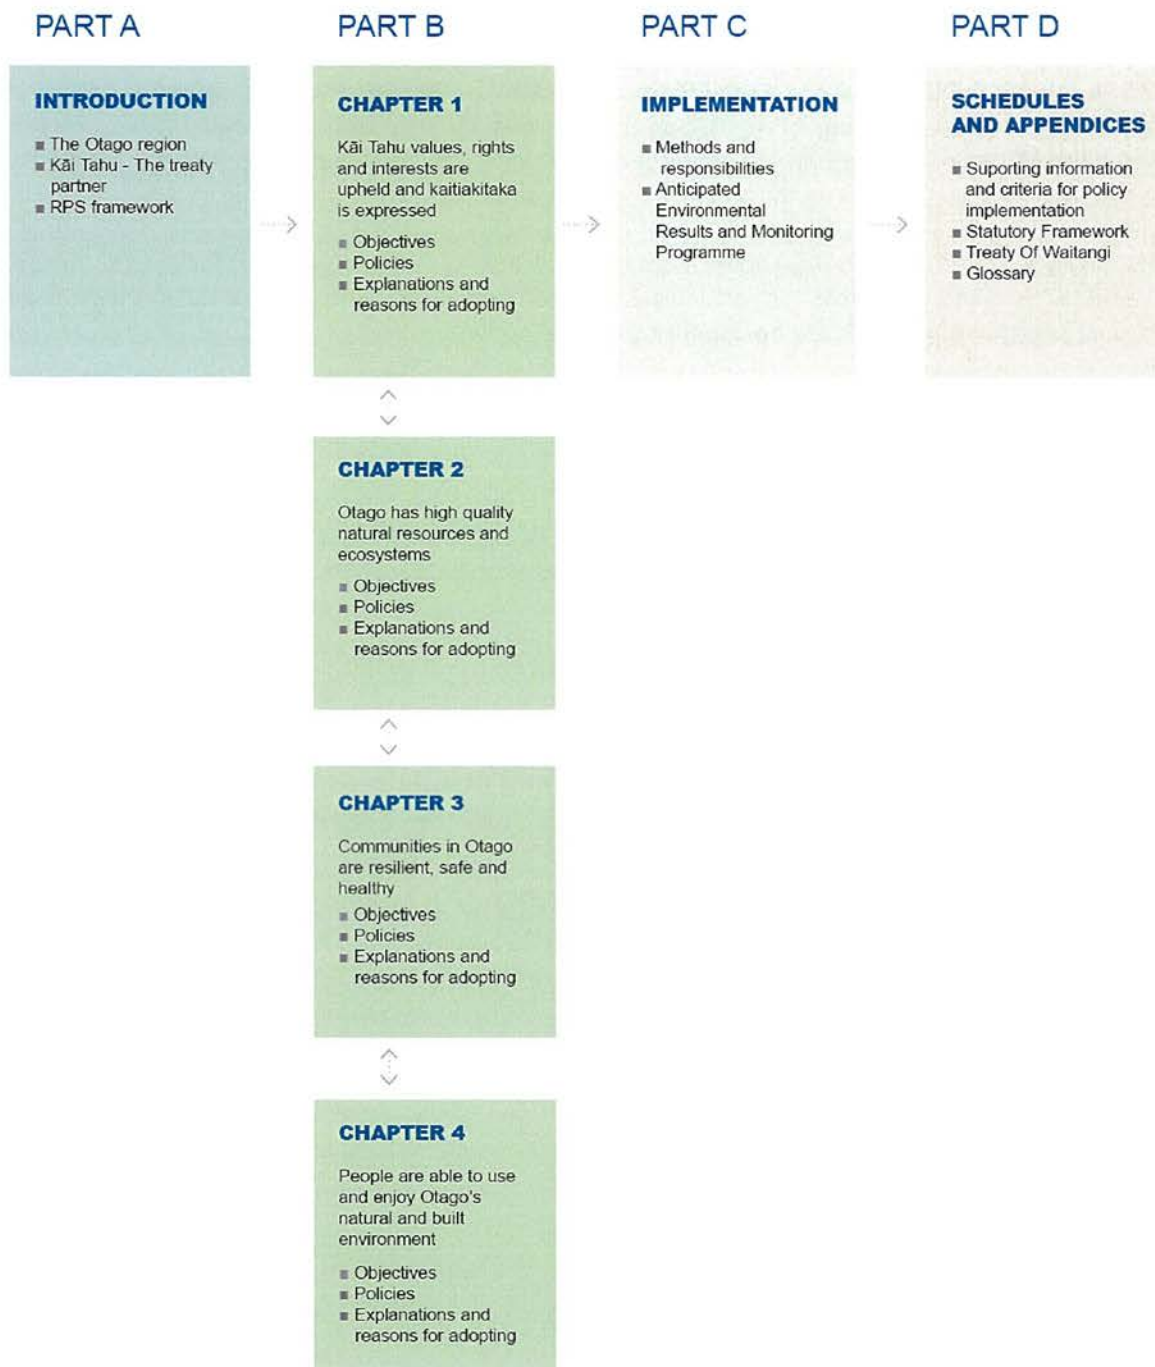 PART A
INTRODUCTION
■ The Otago region
■ Kāi Tahu - The treaty
partner
■ RPS framework
PART B
CHAPTER 1
Kāi Tahu values, rights
and interests are
upheld and kaitiakitaka
is expressed
■ Objectives
■ Policies
■ Explanations and
reasons for adopting
CHAPTER 2
Otago has high quality
natural resources and
ecosystems
■ Objectives
■ Policies
■ Explanations and
reasons for adopting
CHAPTER 3
Communities in Otago
are resilient, safe and
healthy
■ Objectives
■ Policies
■ Explanations and
reasons for adopting
CHAPTER 4
People are able to use
and enjoy Otago's
natural and built
environment
■ Objectives
■ Policies
■ Explanations and
reasons for adopting
PART C
IMPLEMENTATION
■ Methods and
responsibilities
■ Anticipated
Environmental
Results and Monitoring
Programme
PART D
SCHEDULES
AND APPENDICES
■ Suporting information
and criteria for policy
implementation
■ Statutory Framework
■ Treaty Of Waitangi
■ Glossary